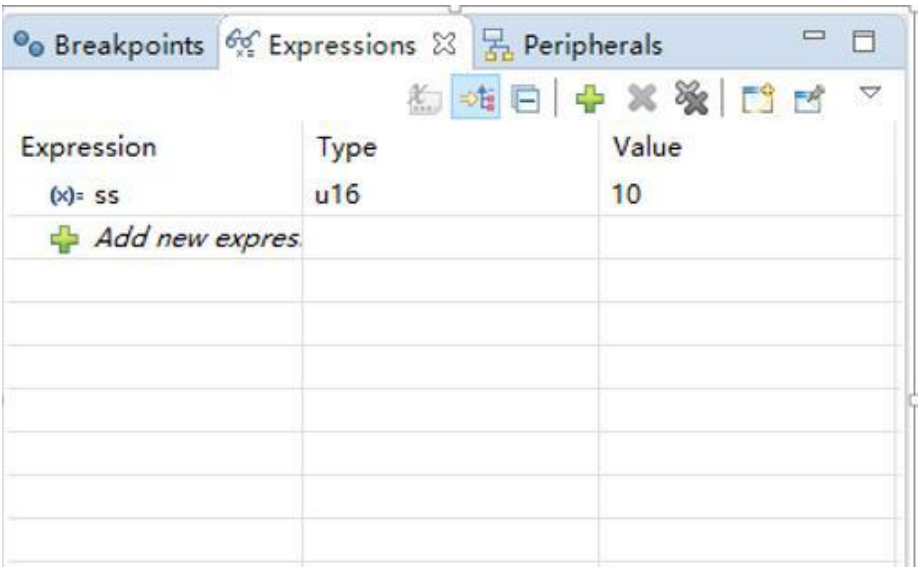 Breakpoints Expressions Peripherals
Expression Type Value
(x)= ss u16 10
Add new expres